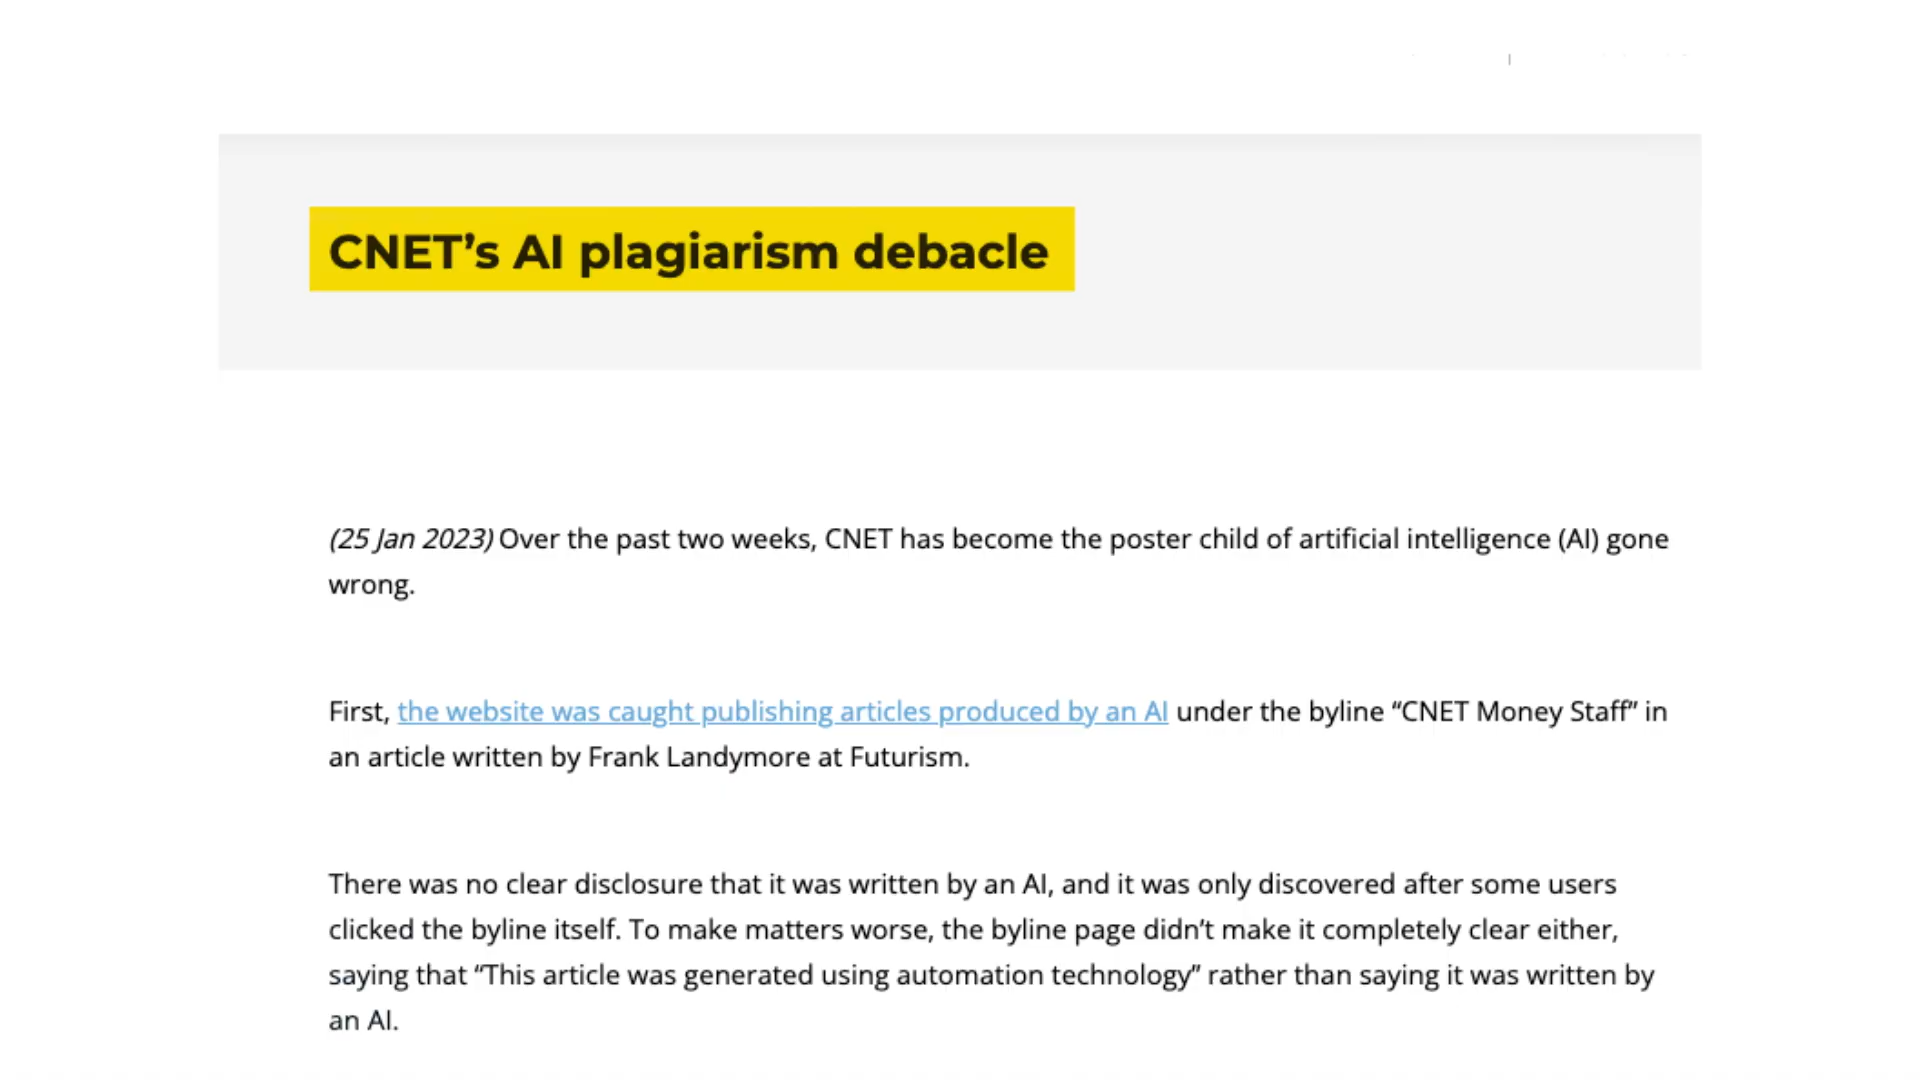 CNET’s AI plagiarism debacle
(25 Jan 2023) Over the past two weeks, CNET has become the poster child of artificial intelligence (AI) gone
wrong.
First, the website was caught publishing articles produced by an AI under the byline “CNET Money Staff” in
an article written by Frank Landymore at Futurism.
There was no clear disclosure that it was written by an AI, and it was only discovered after some users
clicked the byline itself. To make matters worse, the byline page didn’t make it completely clear either,
saying that “This article was generated using automation technology” rather than saying it was written by
an AI.